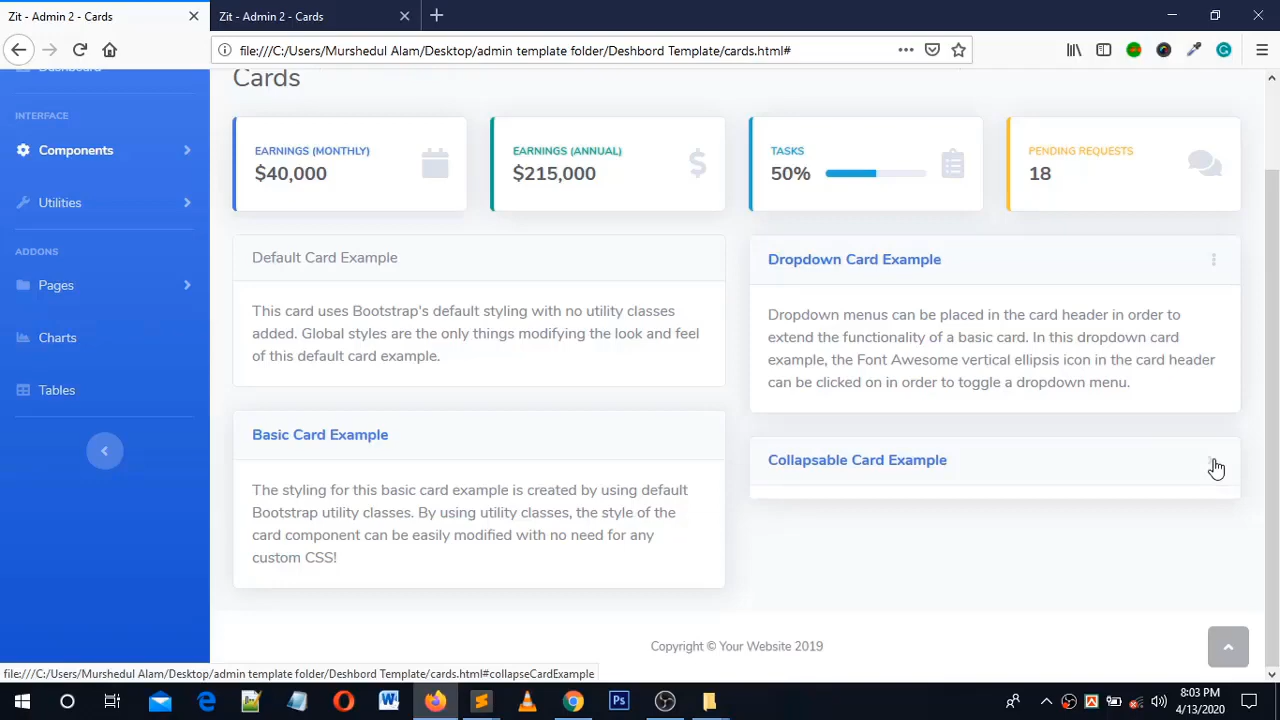 Zit - Admin 2 - Cards
Zit - Admin 2 - Cards
file:///C:/Users/Murshedul Alam/Desktop/admin template folder/Deshbord Template/cards.html#
Dashboard
INTERFACE
Components
Utilities
ADDONS
Pages
Charts
Tables
Cards
EARNINGS (MONTHLY)
$40,000
EARNINGS (ANNUAL)
$215,000
TASKS
50%
PENDING REQUESTS
18
Default Card Example
This card uses Bootstrap's default styling with no utility classes
added. Global styles are the only things modifying the look and feel
of this default card example.
Basic Card Example
The styling for this basic card example is created by using default
Bootstrap utility classes. By using utility classes, the style of the
card component can be easily modified with no need for any
custom CSS!
Dropdown Card Example
Dropdown menus can be placed in the card header in order to
extend the functionality of a basic card. In this dropdown card
example, the Font Awesome vertical ellipsis icon in the card header
can be clicked on in order to toggle a dropdown menu.
Collapsable Card Example
Copyright © Your Website 2019
file:///C:/Users/Murshedul Alam/Desktop/admin template folder/Deshbord Template/cards.html#collapseCardExample
8:03 PM
4/13/2020